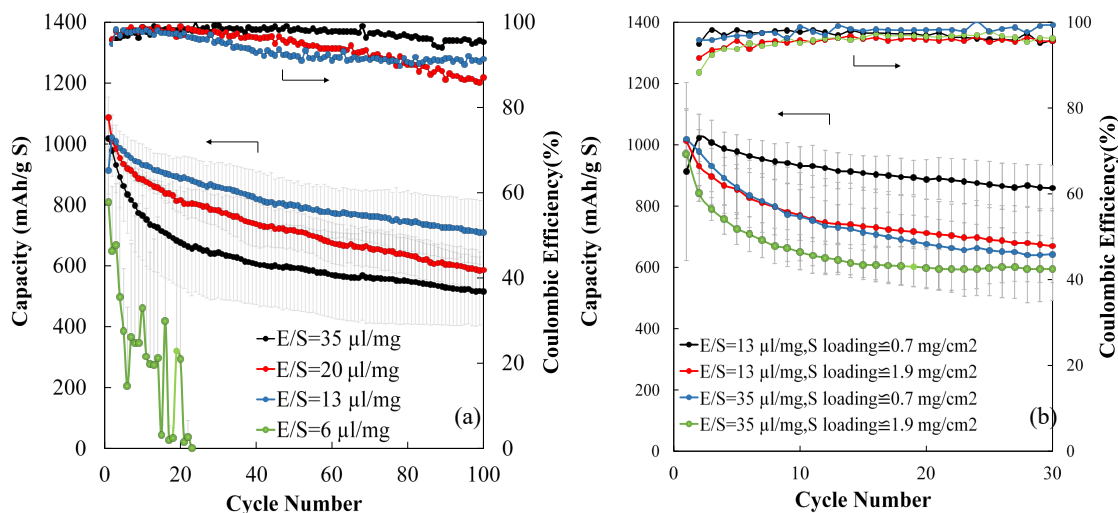 1400
1200
1000
800
600
400
200
0
Capacity (mAh/g S)
0 20 40 60 80 100
Cycle Number
100
80
60
40
20
0
Coulombic Efficiency(%)
E/S=35 µl/mg
E/S=20 µl/mg
E/S=13 µl/mg
E/S=6 µl/mg
(a)
1400
1200
1000
800
600
400
200
0
Capacity (mAh/g S)
0 10 20 30
Cycle Number
100
80
60
40
20
0
Coulombic Efficiency(%)
E/S=13 µl/mg,S loading≦0.7 mg/cm2
E/S=13 µl/mg,S loading≦1.9 mg/cm2
E/S=35 µl/mg,S loading≦0.7 mg/cm2
E/S=35 µl/mg,S loading≦1.9 mg/cm2
(b)